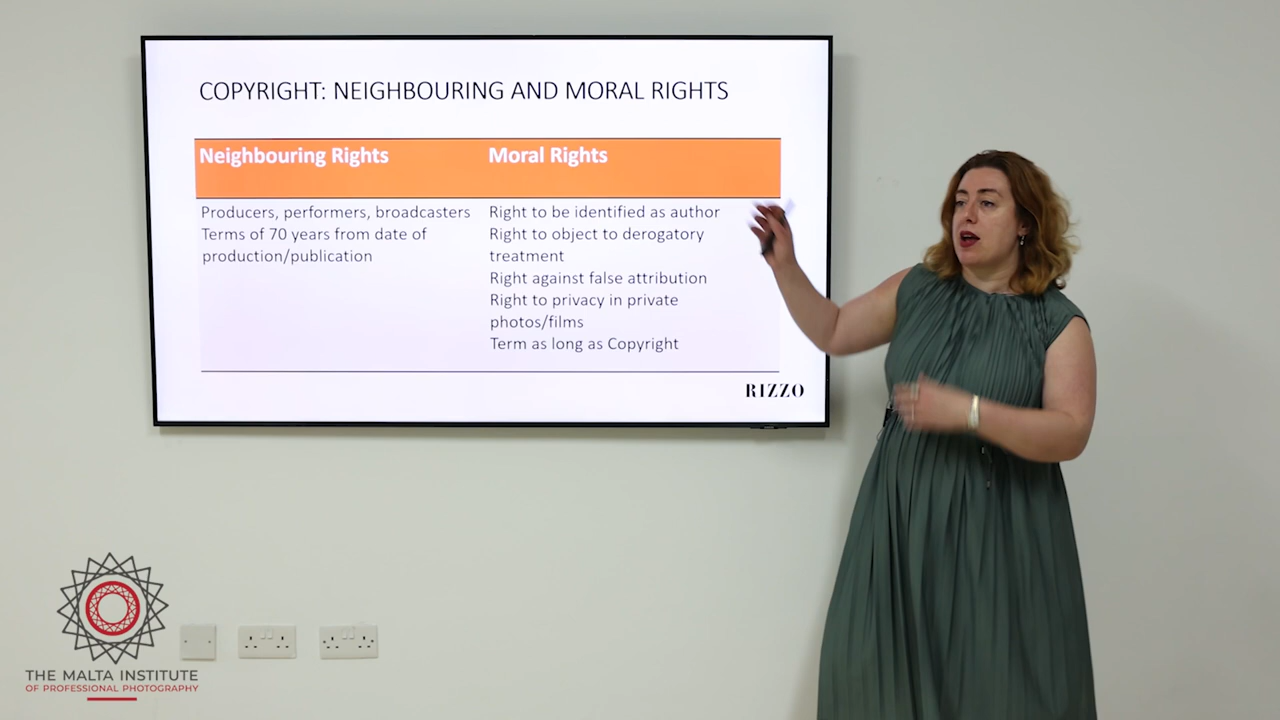 COPYRIGHT: NEIGHBOURING AND MORAL RIGHTS
Neighbouring Rights
Producers, performers, broadcasters
Terms of 70 years from date of
production/publication
Moral Rights
Right to be identified as author
Right to object to derogatory
treatment
Right against false attribution
Right to privacy in private
photos/films
Term as long as Copyright
RIZZO
THE MALTA INSTITUTE
OF PROFESSIONAL PHOTOGRAPHY